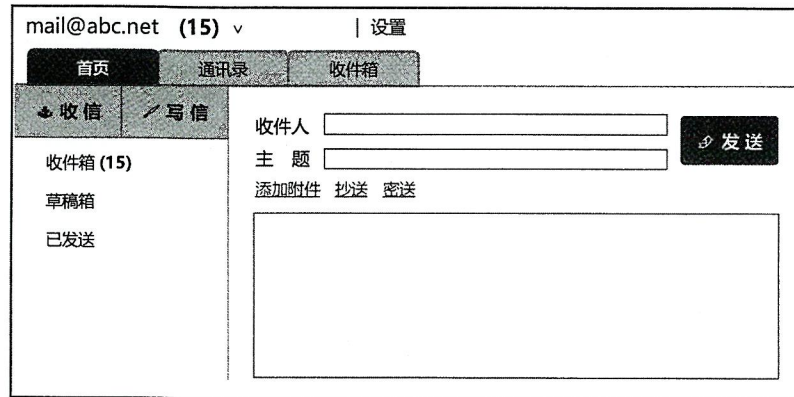 mail@abc.net (15) ∨ | 设置
首页 通讯录 收件箱
收信 写信
收件人
发送
主 题
收件箱 (15)
添加附件 抄送 密送
草稿箱
已发送